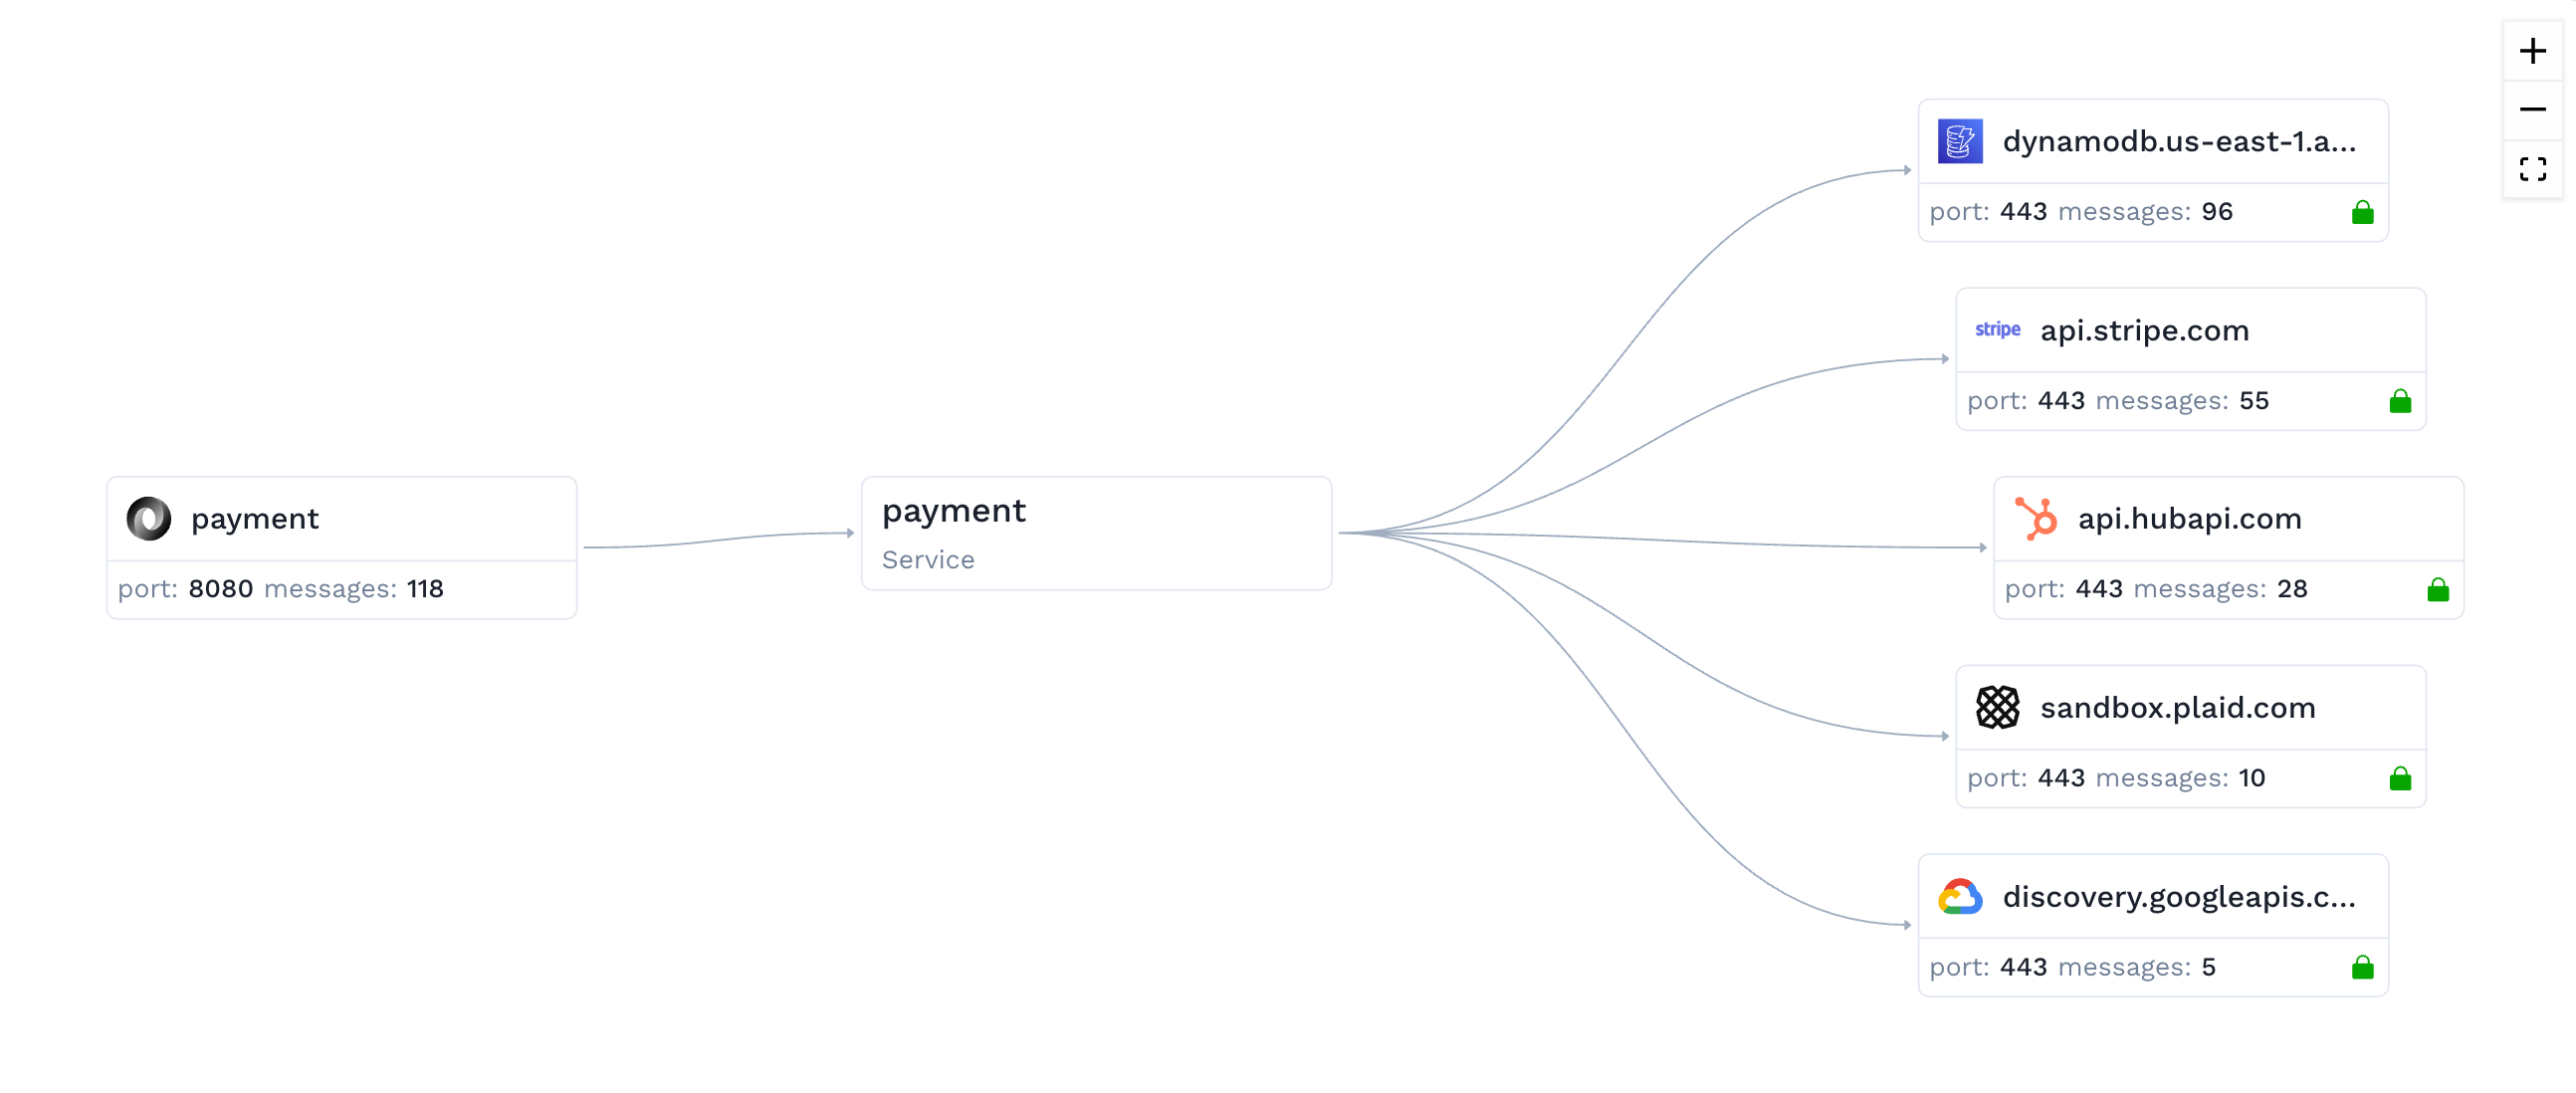 payment
port: 8080 messages: 118
payment
Service
dynamodb.us-east-1.a...
port: 443 messages: 96
stripe api.stripe.com
port: 443 messages: 55
api.hubapi.com
port: 443 messages: 28
sandbox.plaid.com
port: 443 messages: 10
discovery.googleapis.c...
port: 443 messages: 5